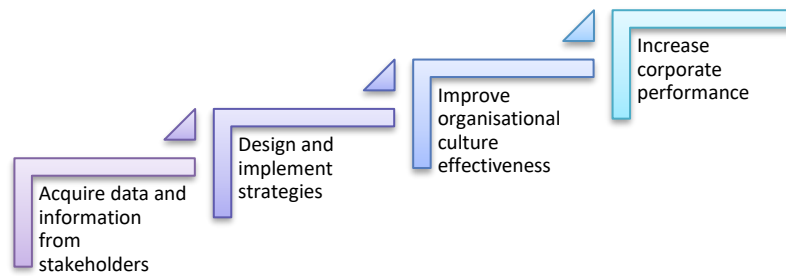 Acquire data and
information
from
stakeholders
Design and
implement
strategies
Improve
organisational
culture
effectiveness
Increase
corporate
performance